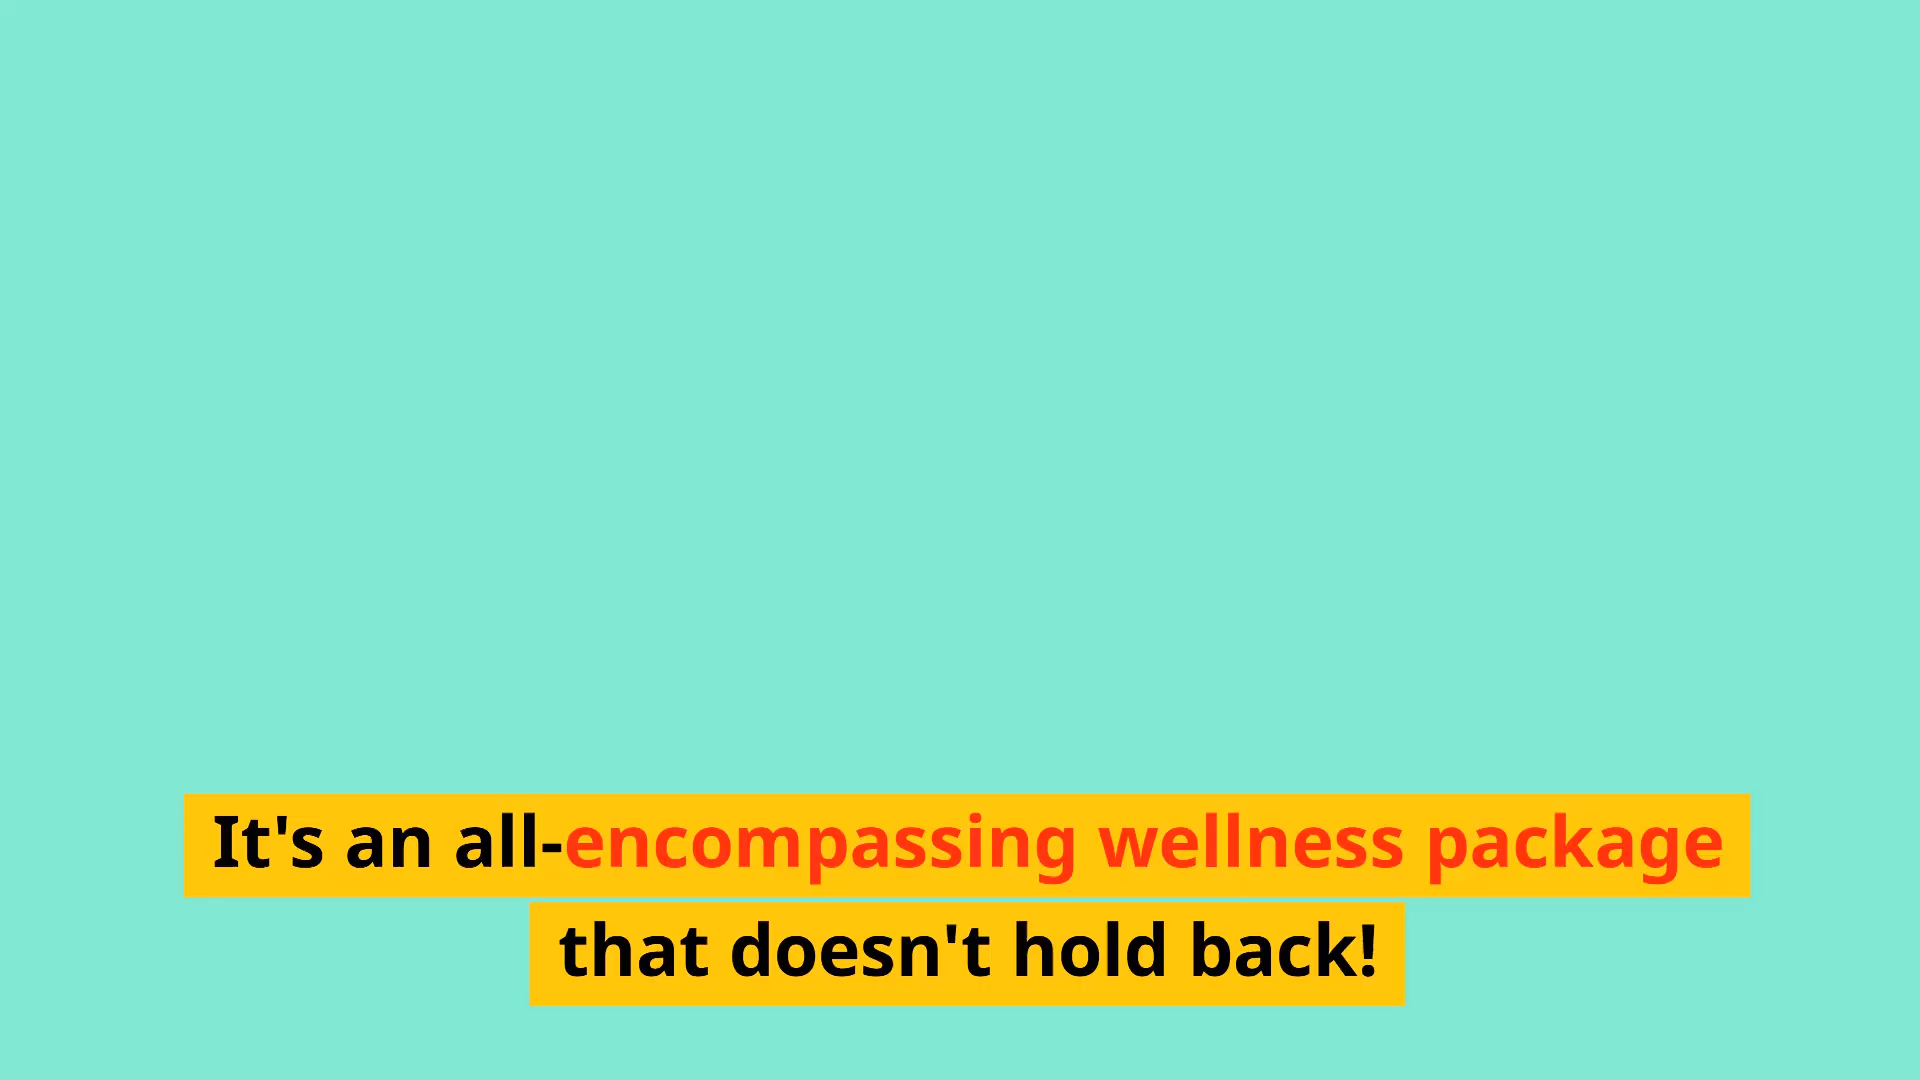 It's an all-encompassing wellness package
that doesn't hold back!